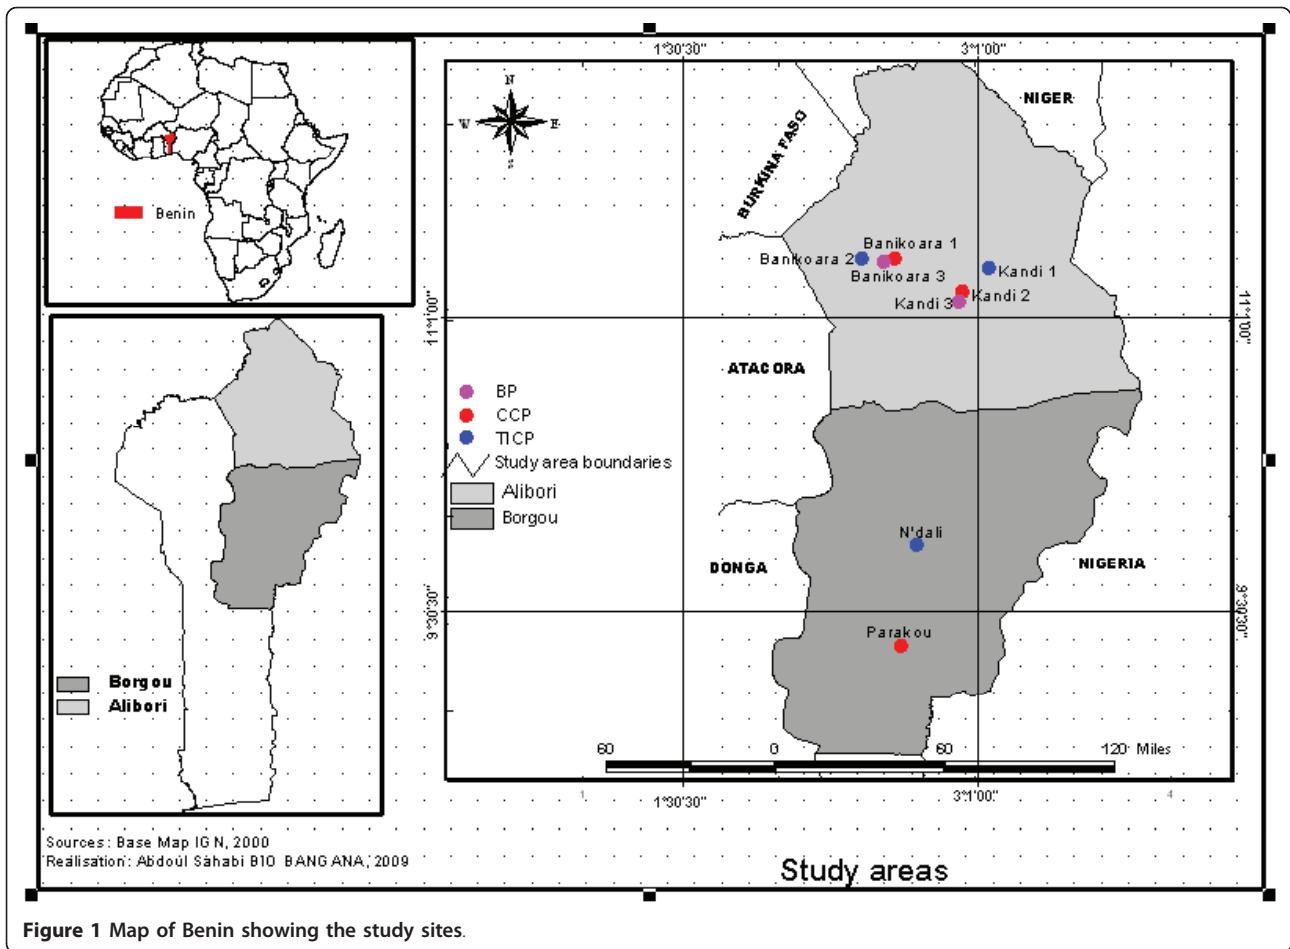 1°30'30" 3°1'00"
Benin
N
W E
S
NIGER
BURKINA FASO
Banikoara 1
Banikoara 2
Banikoara 3
Kandi 1
Kandi 2
Kandi 3
11°1'00" 11°1'00"
ATACORA
BP
CCP
TICP
Study area boundaries
Alibori
Borgou
N'dali
DONGA
NIGERIA
9°30'30" 9°30'30"
Parakou
Borgou
Alibori
60 0 60 120 Miles
1 4
1°30'30" 3°1'00"
Sources: Base Map IGN, 2000
Realisation: Abdoul Sahabi BIO BANGANA, 2009
Study areas
Figure 1 Map of Benin showing the study sites.